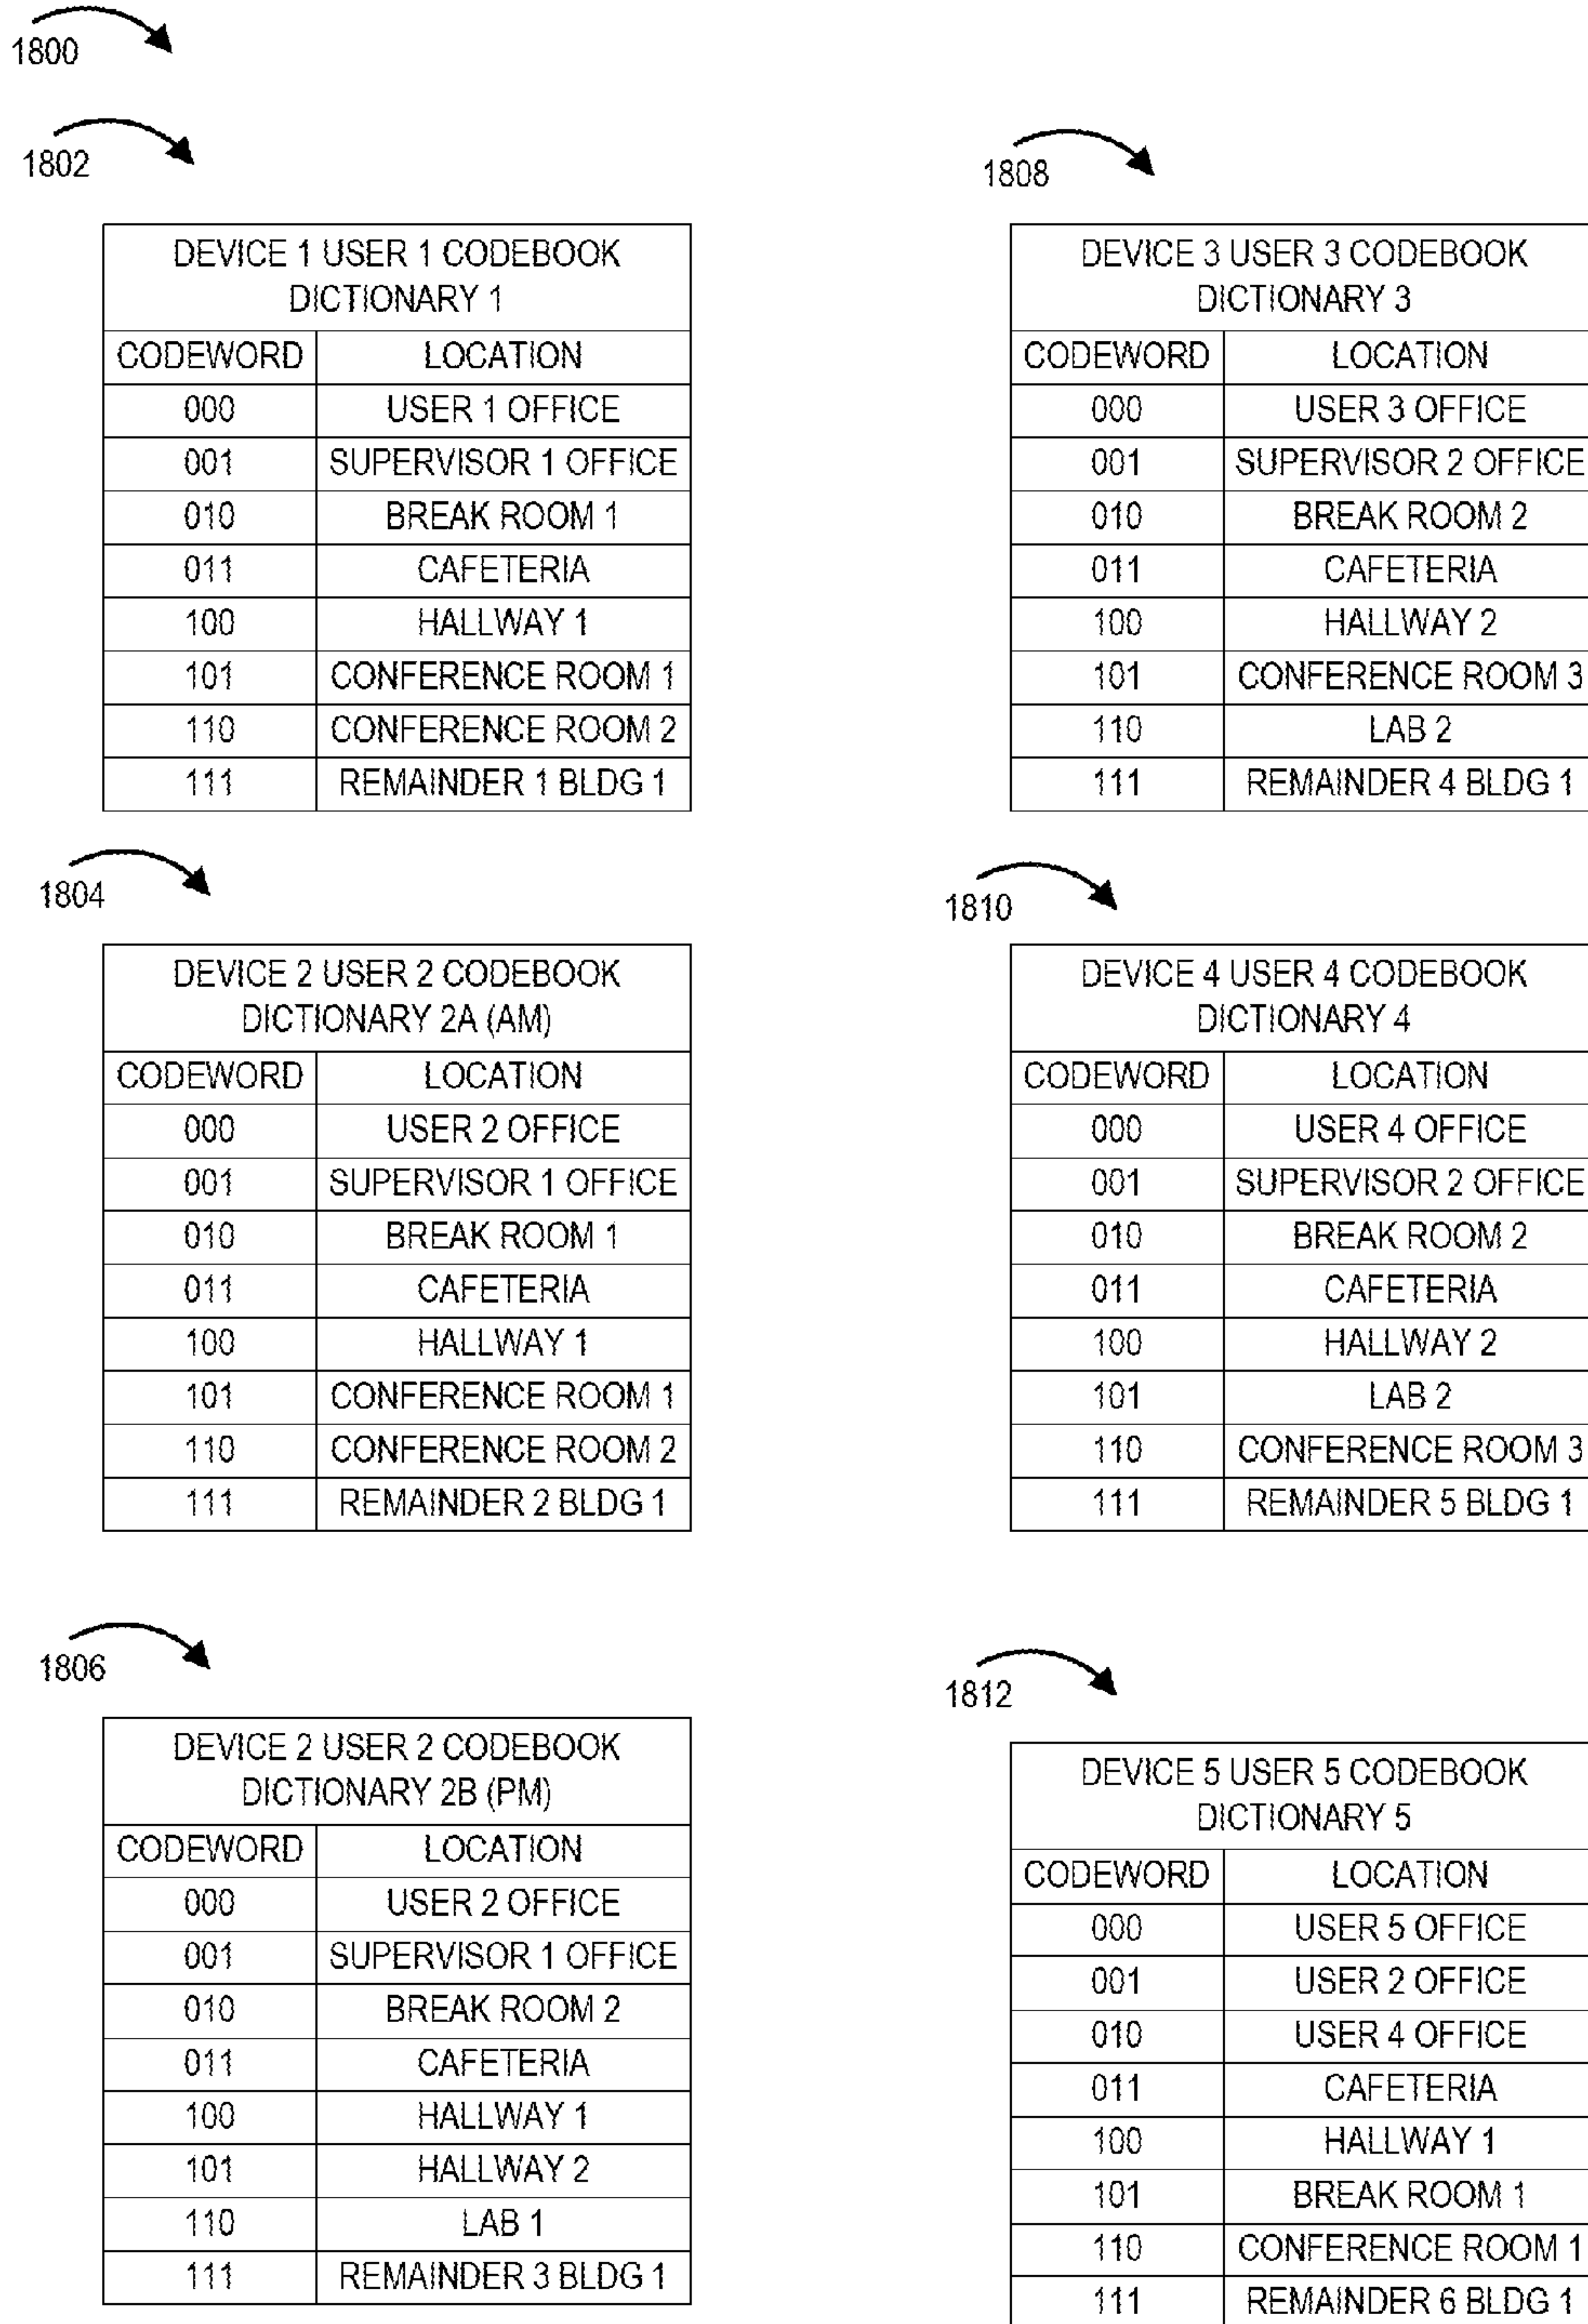 1800
1802
DEVICE 1 USER 1 CODEBOOK
DICTIONARY 1
CODEWORD LOCATION
000 USER 1 OFFICE
001 SUPERVISOR 1 OFFICE
010 BREAK ROOM 1
011 CAFETERIA
100 HALLWAY 1
101 CONFERENCE ROOM 1
110 CONFERENCE ROOM 2
111 REMAINDER 1 BLDG 1
1804
DEVICE 2 USER 2 CODEBOOK
DICTIONARY 2A (AM)
CODEWORD LOCATION
000 USER 2 OFFICE
001 SUPERVISOR 1 OFFICE
010 BREAK ROOM 1
011 CAFETERIA
100 HALLWAY 1
101 CONFERENCE ROOM 1
110 CONFERENCE ROOM 2
111 REMAINDER 2 BLDG 1
1806
DEVICE 2 USER 2 CODEBOOK
DICTIONARY 2B (PM)
CODEWORD LOCATION
000 USER 2 OFFICE
001 SUPERVISOR 1 OFFICE
010 BREAK ROOM 2
011 CAFETERIA
100 HALLWAY 1
101 HALLWAY 2
110 LAB 1
111 REMAINDER 3 BLDG 1
1808
DEVICE 3 USER 3 CODEBOOK
DICTIONARY 3
CODEWORD LOCATION
000 USER 3 OFFICE
001 SUPERVISOR 2 OFFICE
010 BREAK ROOM 2
011 CAFETERIA
100 HALLWAY 2
101 CONFERENCE ROOM 3
110 LAB 2
111 REMAINDER 4 BLDG 1
1810
DEVICE 4 USER 4 CODEBOOK
DICTIONARY 4
CODEWORD LOCATION
000 USER 4 OFFICE
001 SUPERVISOR 2 OFFICE
010 BREAK ROOM 2
011 CAFETERIA
100 HALLWAY 2
101 LAB 2
110 CONFERENCE ROOM 3
111 REMAINDER 5 BLDG 1
1812
DEVICE 5 USER 5 CODEBOOK
DICTIONARY 5
CODEWORD LOCATION
000 USER 5 OFFICE
001 USER 2 OFFICE
010 USER 4 OFFICE
011 CAFETERIA
100 HALLWAY 1
101 BREAK ROOM 1
110 CONFERENCE ROOM 1
111 REMAINDER 6 BLDG 1